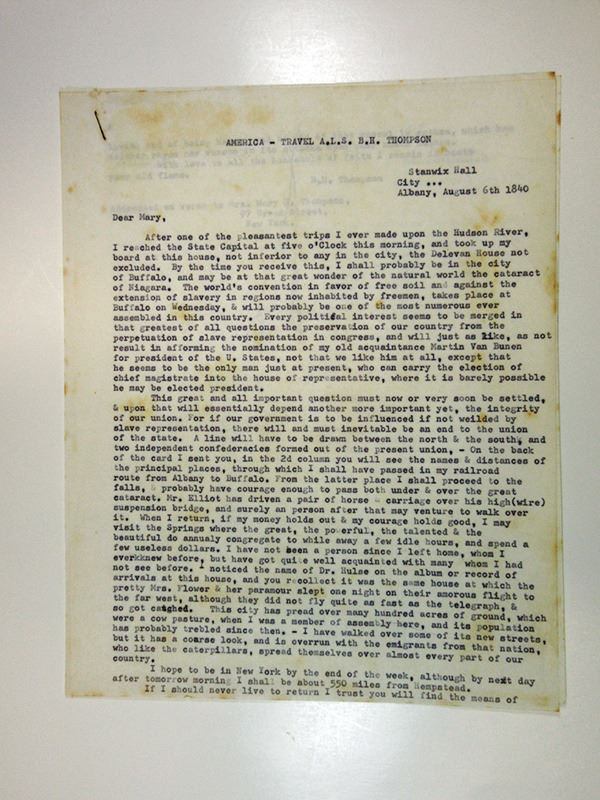 AMERICA - TRAVEL A.L.S. B.H. THOMPSON
Stanwix Hall
City ...
Albany, August 6th 1840
Dear Mary,
After one of the pleasantest trips I ever made upon the Hudson River,
I reached the State Capital at five o'Clock this morning, and took up my
board at this house, not inferior to any in the city, the Delevan House not
excluded. By the time you receive this, I shall probably be in the city
of Buffalo, and may be at that great wonder of the natural world the cataract
of Niagara. The world's convention in favor of free soil and against the
extension of slavery in regions now inhabited by freemen, takes place at
Buffalo on Wednesday, & will probably be one of the most numerous ever
assembled in this country. Every political interest seems to be merged in
that greatest of all questions the preservation of our country from the
perpetuation of slave representation in congress, and will just as like, as not
result in afforming the nomination of my old acquaintance Martin Van Bunen
for president of the U. States, not that we like him at all, except that
he seems to be the only man just at present, who can carry the election of
chief magistrate into the house of representative, where it is barely possible
he may be elected president.
This great and all important question must now or very soon be settled,
& upon that will essentially depend another more important yet, the integrity
of our union. For if our government is to be influenced if not weilded by
slave representation, there will and must inevitable be an end to the union
of the state. A line will have to be drawn between the north & the south, and
two independent confederacies formed out of the present union, - On the back
of the card I sent you, in the 2d column you will see the names & distances of
the principal places, through which I shall have passed in my railroad
route from Albany to Buffalo. From the latter place I shall proceed to the
falls, & probably have courage enough to pass both under & over the great
cataract. Mr. Elliot has driven a pair of horse & carriage over his high(wire)
suspension bridge, and surely an person after that may venture to walk over
it. When I return, if my money holds out & my courage holds good, I may
visit the Springs where the great, the powerful, the talented & the
beautiful do annualy congregate to while away a few idle hours, and spend a
few useless dollars. I have not seen a person since I left home, whom I
everkknew before, but have got quite well acquainted with many whom I had
not see before. - noticed the name of Dr. Hulse on the album or record of
arrivals at this house, and you recollect it was the same house at which the
pretty Mrs. Flower & her paramour slept one night on their amorous flight to
the far west, although they did not fly quite as fast as the telegraph, &
so got catched. This city has pread over many hundred acres of ground, which
were a cow pasture, when I was a member of assembly here, and its population
has probably trebled since then. - I have walked over some of its new streets,
but it has a coarse look, and is overrun with the emigrants from that nation,
who like the caterpillars, spread themselves over almost every part of our
country.
I hope to be in New York by the end of the week, although by next day
after tomorrow morning I shall be about 550 miles from Hempstead.
If I should never live to return I trust you will find the means of